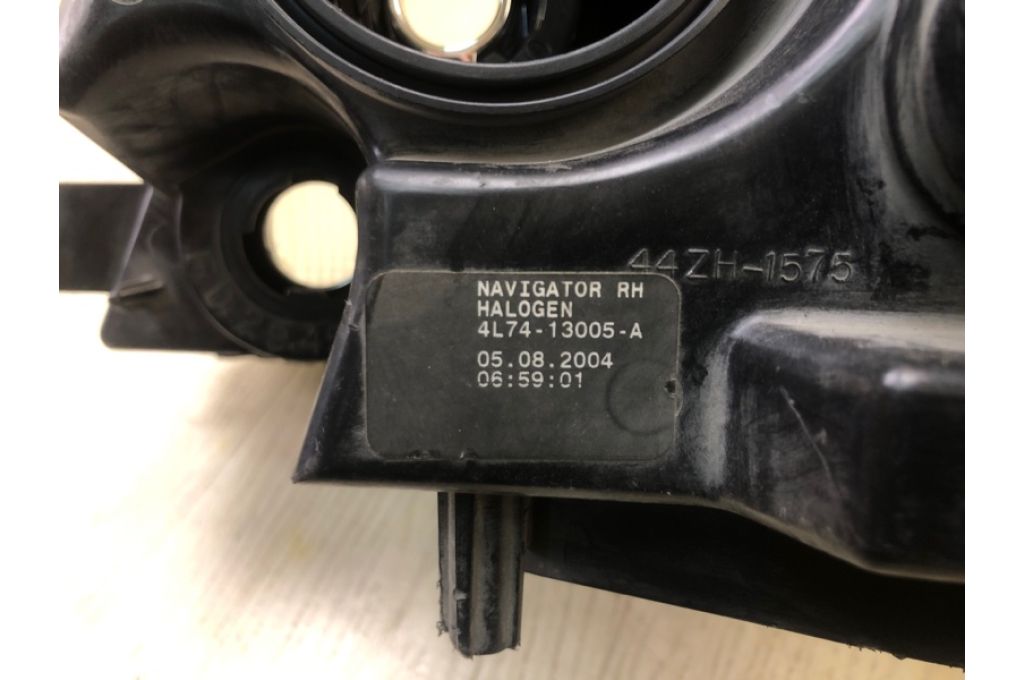 44ZH-1575
NAVIGATOR RH
HALOGEN
4L74-13005-A
05.08.2004
06:59:01